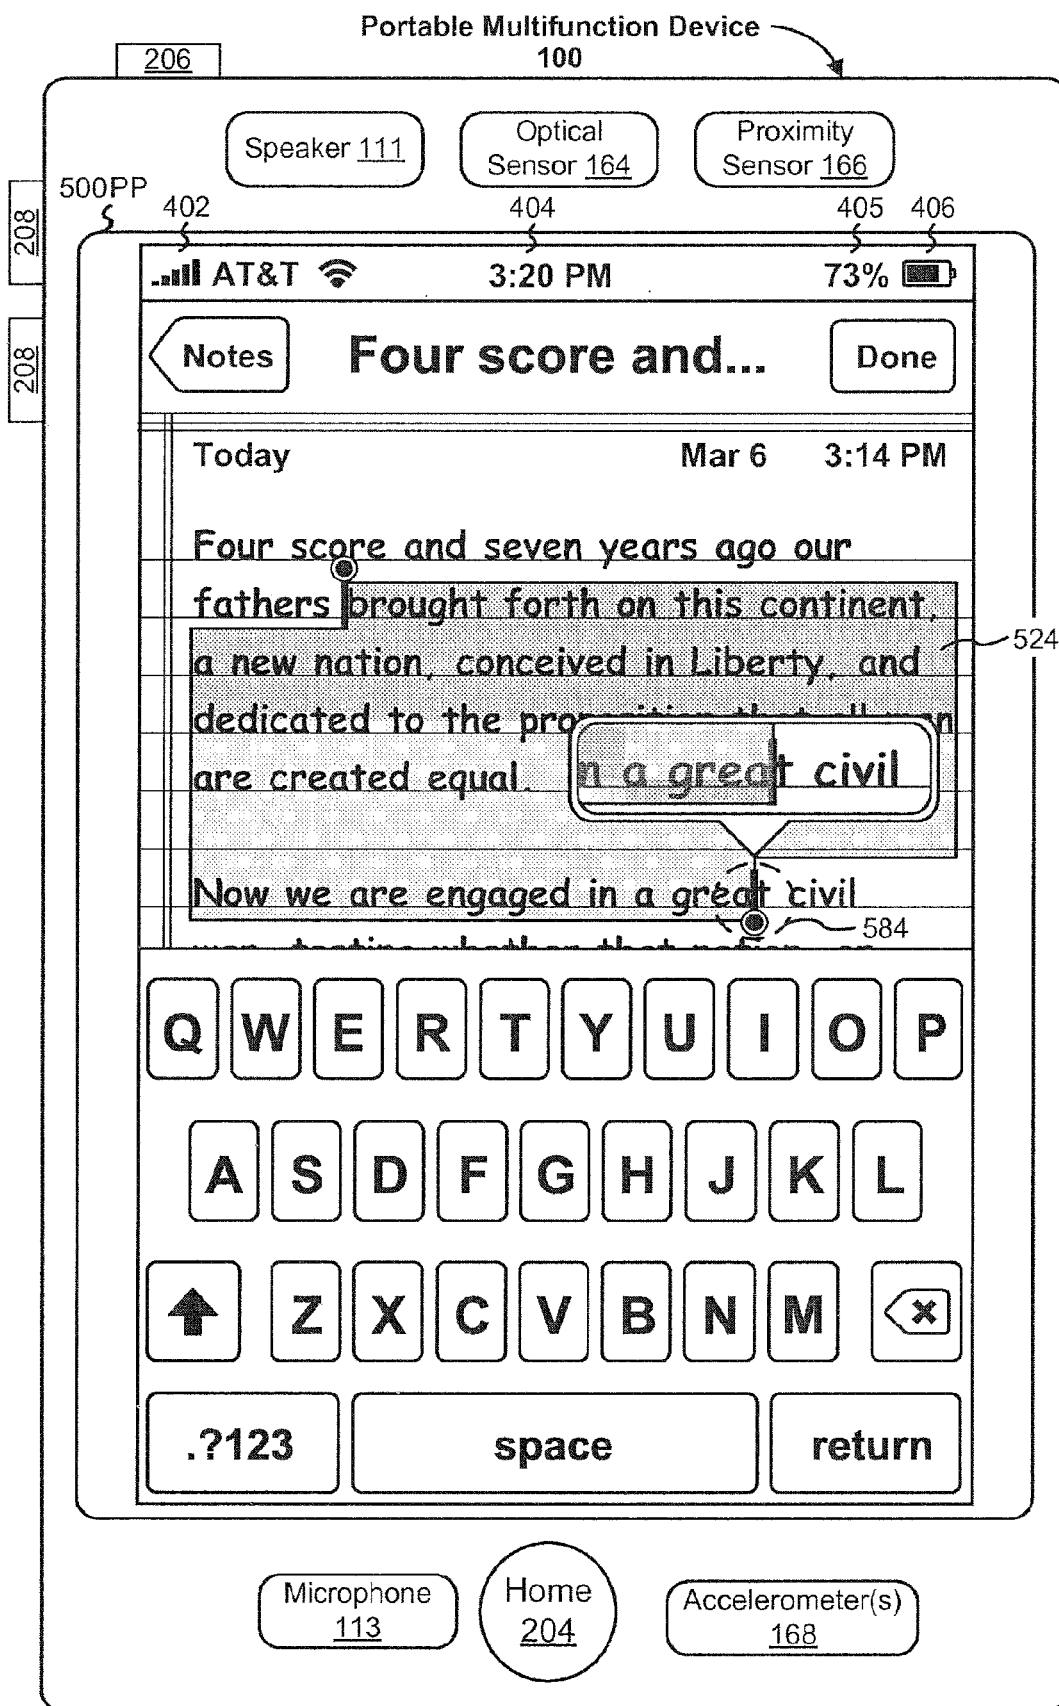 Portable Multifunction Device
100
206
Speaker 111
Optical
Sensor 164
Proximity
Sensor 166
500PP
208
208
402
404
405
406
AT&T 3:20 PM 73%
Notes Four score and... Done
Today Mar 6 3:14 PM
Four score and seven years ago our
fathers brought forth on this continent,
a new nation, conceived in Liberty, and
524
dedicated to the
are created equal.
n a great civil
Now we are engaged in a great civil
584
Q W E R T Y U I O P
A S D F G H J K L
Z X C V B N M
.?123 space return
Microphone
113
Home
204
Accelerometer(s)
168